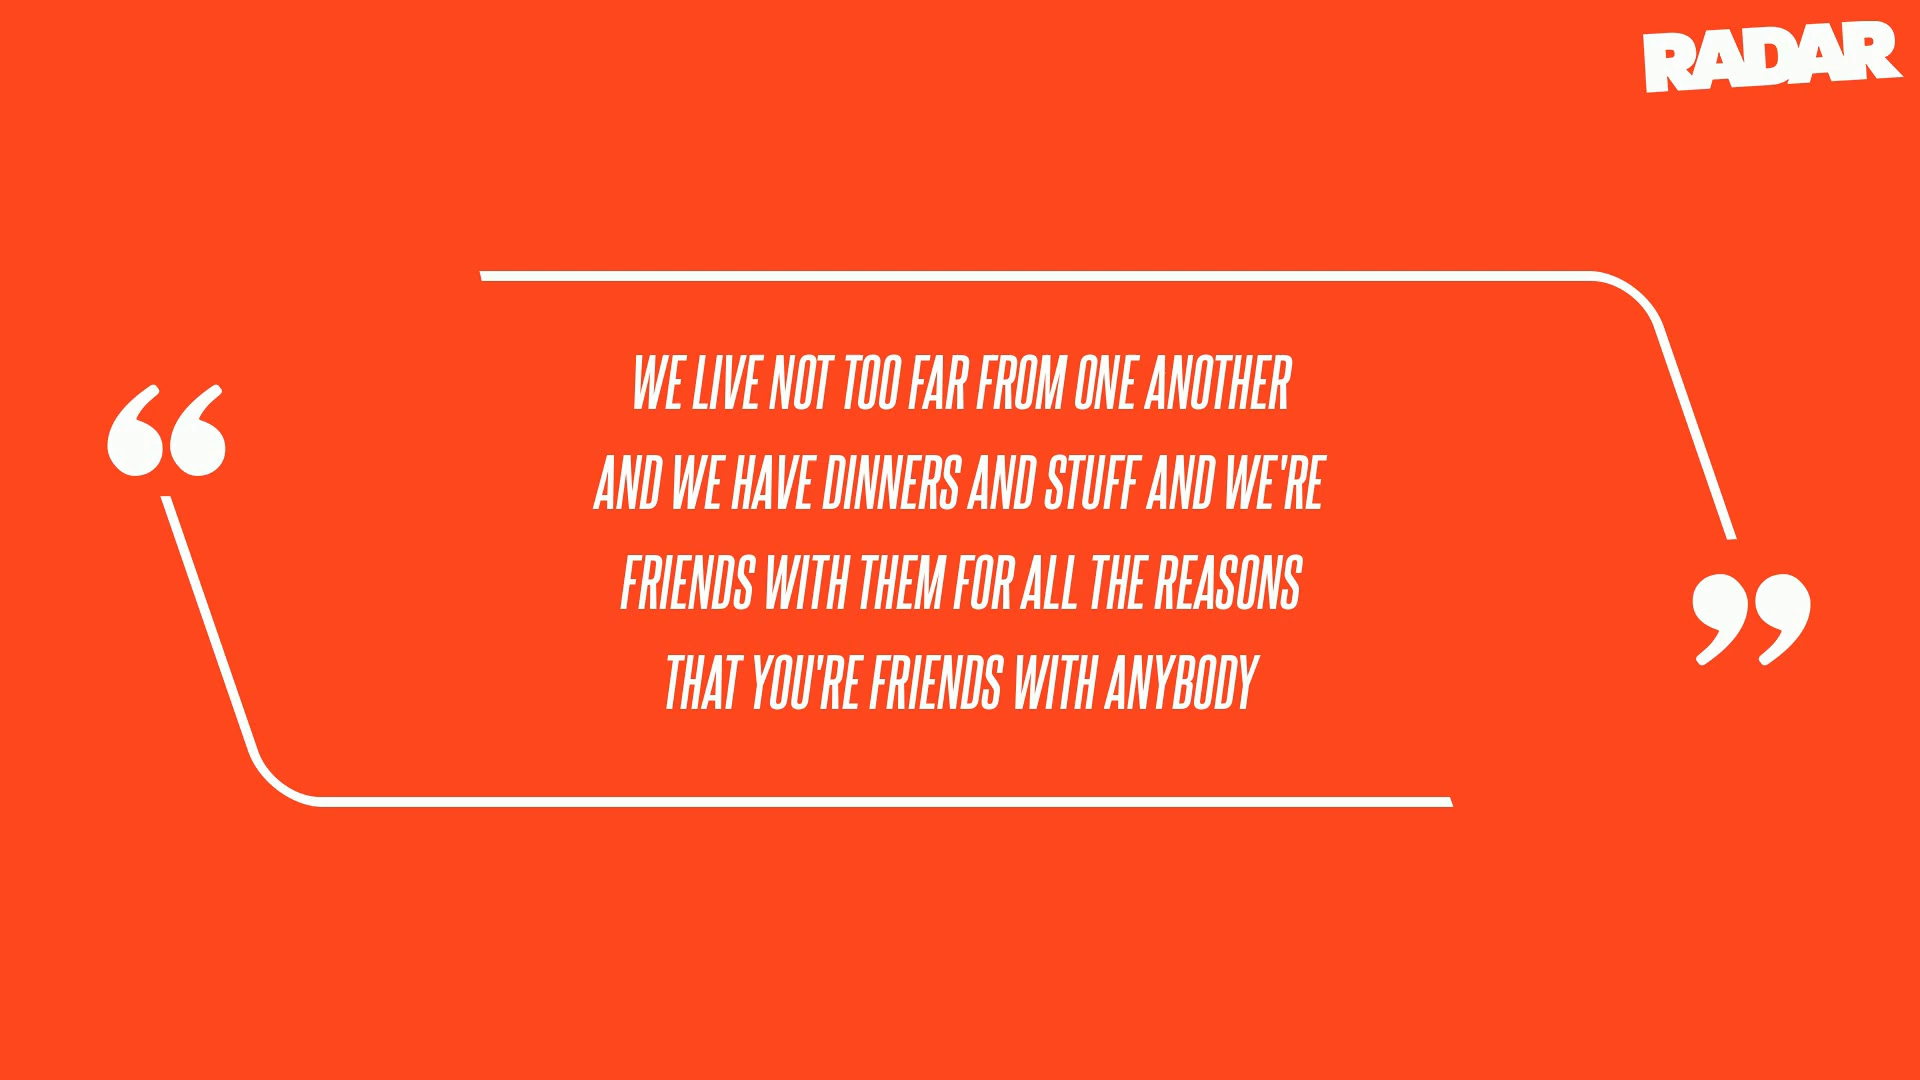 RADAR
WE LIVE NOT TOO FAR FROM ONE ANOTHER
AND WE HAVE DINNERS AND STUFF AND WE'RE
FRIENDS WITH THEM FOR ALL THE REASONS
THAT YOU'RE FRIENDS WITH ANYBODY